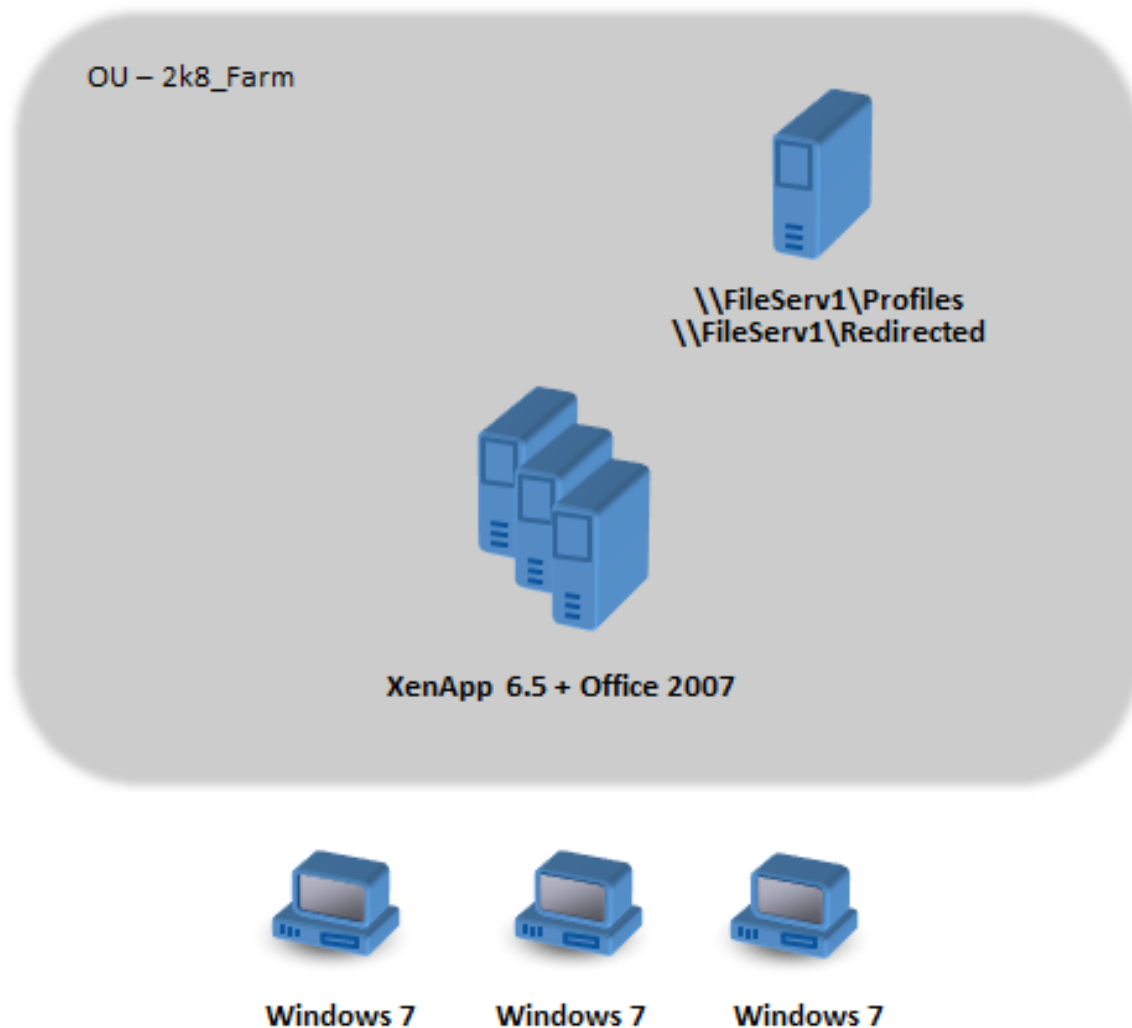 OU – 2k8_Farm
\\FileServ1\Profiles
\\FileServ1\Redirected
XenApp 6.5 + Office 2007
Windows 7
Windows 7
Windows 7